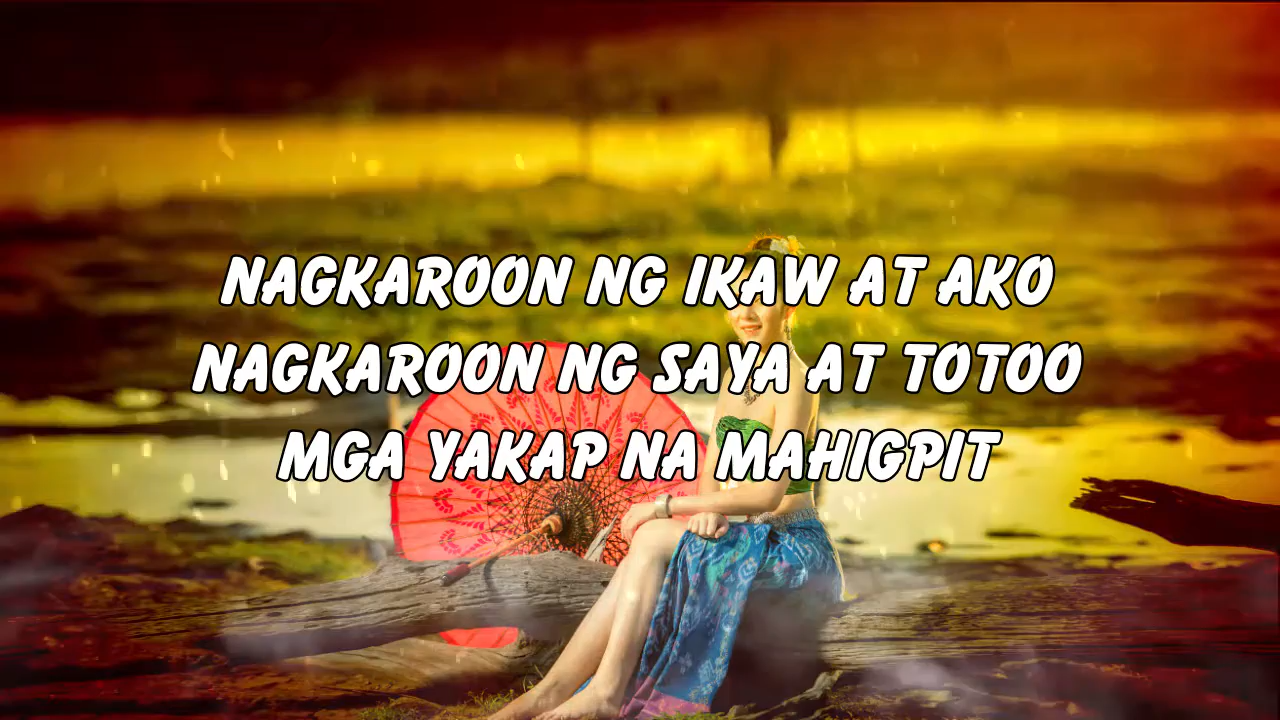 NAGKAROON NG IKAW AT AKO
NAGKAROON NG SAYA AT TOTOO
MGA YAKAP NA MAHIGPIT